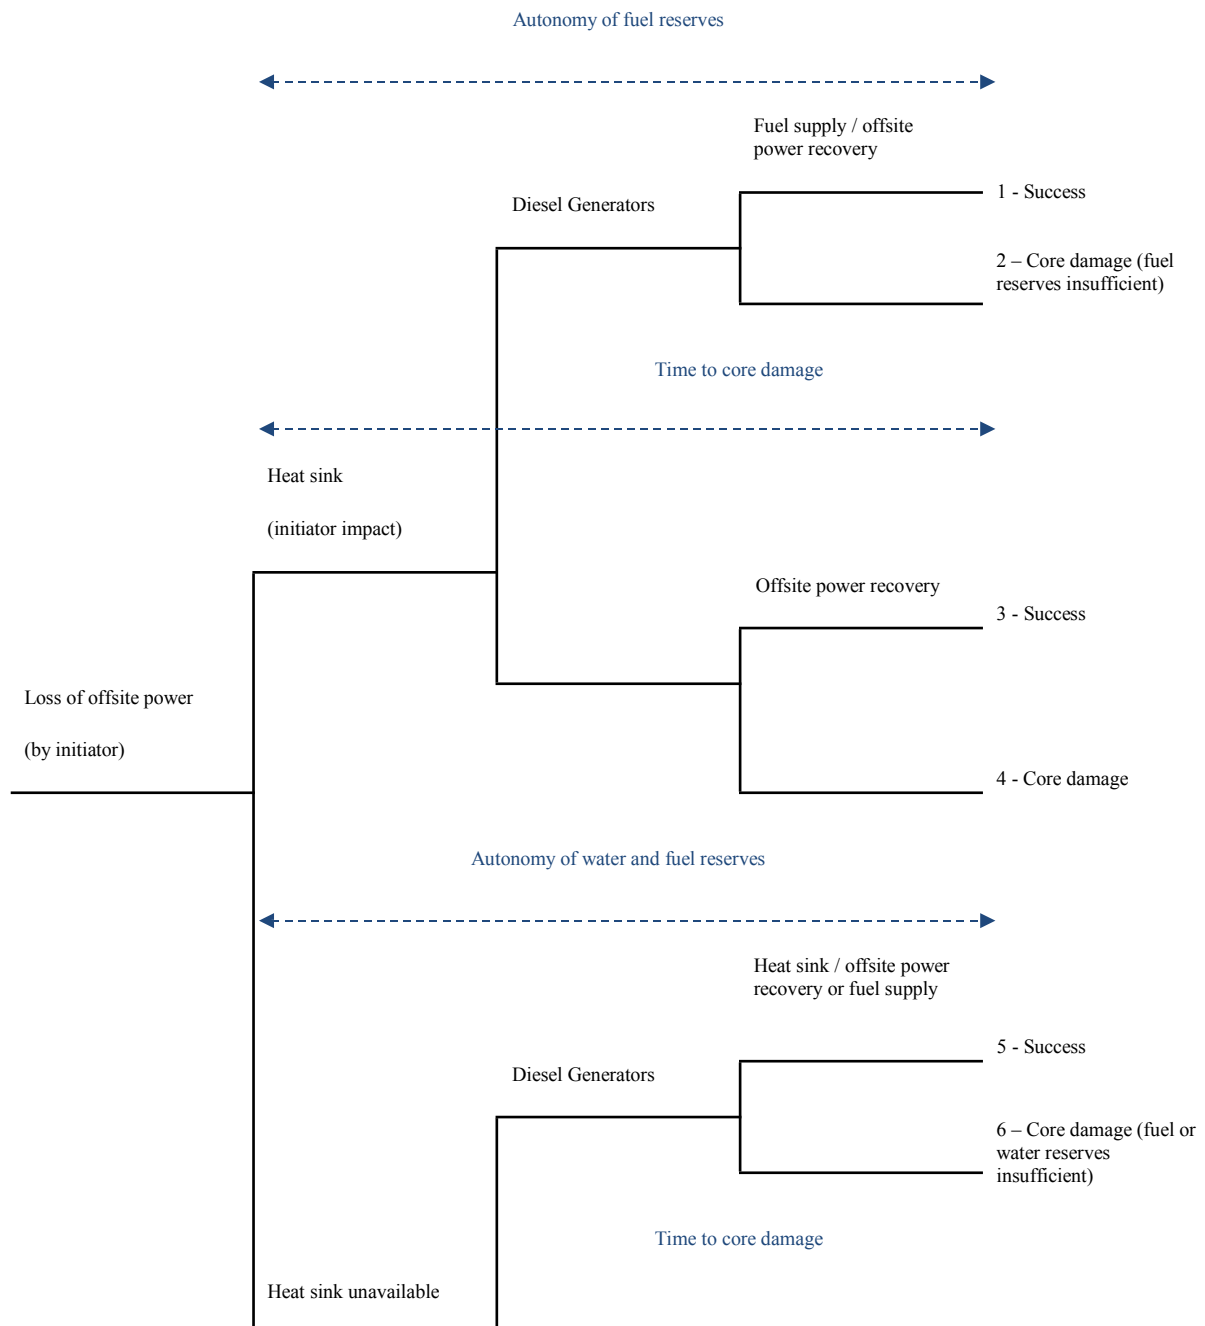 Autonomy of fuel reserves
Fuel supply / offsite
power recovery
1 - Success
Diesel Generators
2 – Core damage (fuel
reserves insufficient)
Time to core damage
Heat sink
(initiator impact)
Offsite power recovery
3 - Success
Loss of offsite power
(by initiator)
4 - Core damage
Autonomy of water and fuel reserves
Heat sink / offsite power
recovery or fuel supply
5 - Success
Diesel Generators
6 – Core damage (fuel or
water reserves
insufficient)
Time to core damage
Heat sink unavailable